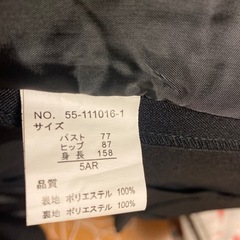 NO. 55-111016-1
サイズ
バスト 77
ヒップ 87
身長 158
5AR
品質
表地 ポリエステル 100%
裏地 ポリエステル 100%